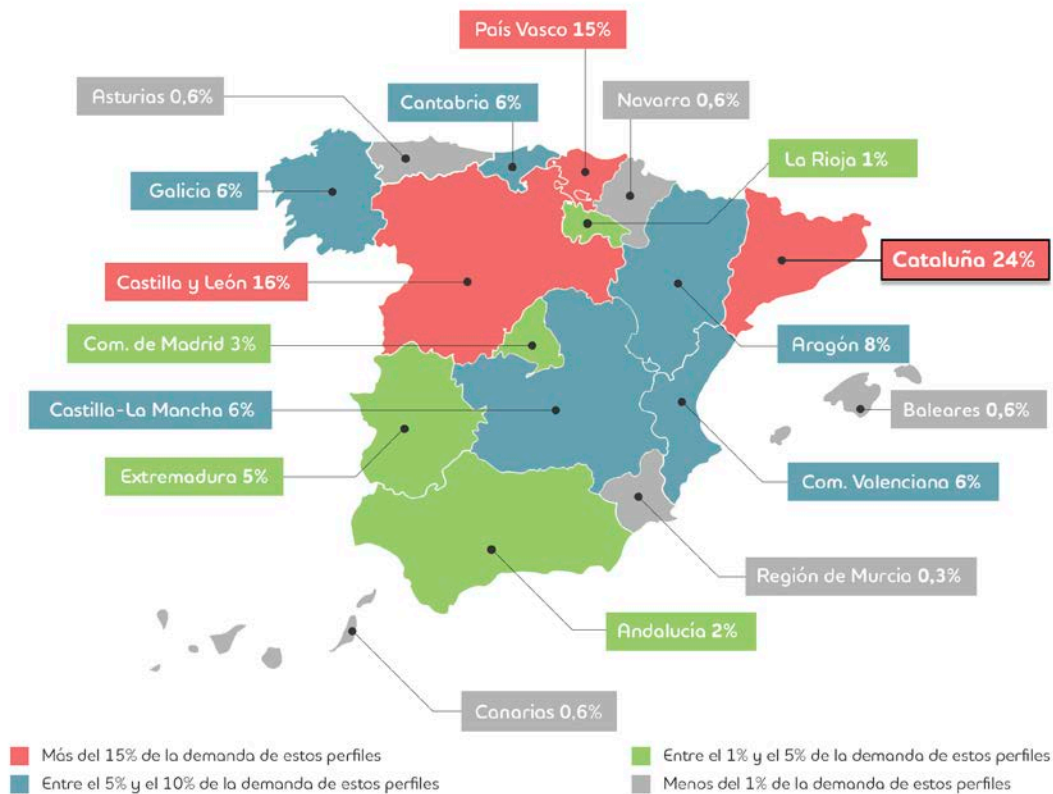 País Vasco 15%
Asturias 0,6%
Cantabria 6%
Navarra 0,6%
La Rioja 1%
Galicia 6%
Cataluña 24%
Castilla y León 16%
Com. de Madrid 3%
Aragón 8%
Castilla-La Mancha 6%
Baleares 0,6%
Extremadura 5%
Com. Valenciana 6%
Región de Murcia 0,3%
Andalucía 2%
Canarias 0,6%
Más del 15% de la demanda de estos perfiles
Entre el 5% y el 10% de la demanda de estos perfiles
Entre el 1% y el 5% de la demanda de estos perfiles
Menos del 1% de la demanda de estos perfiles